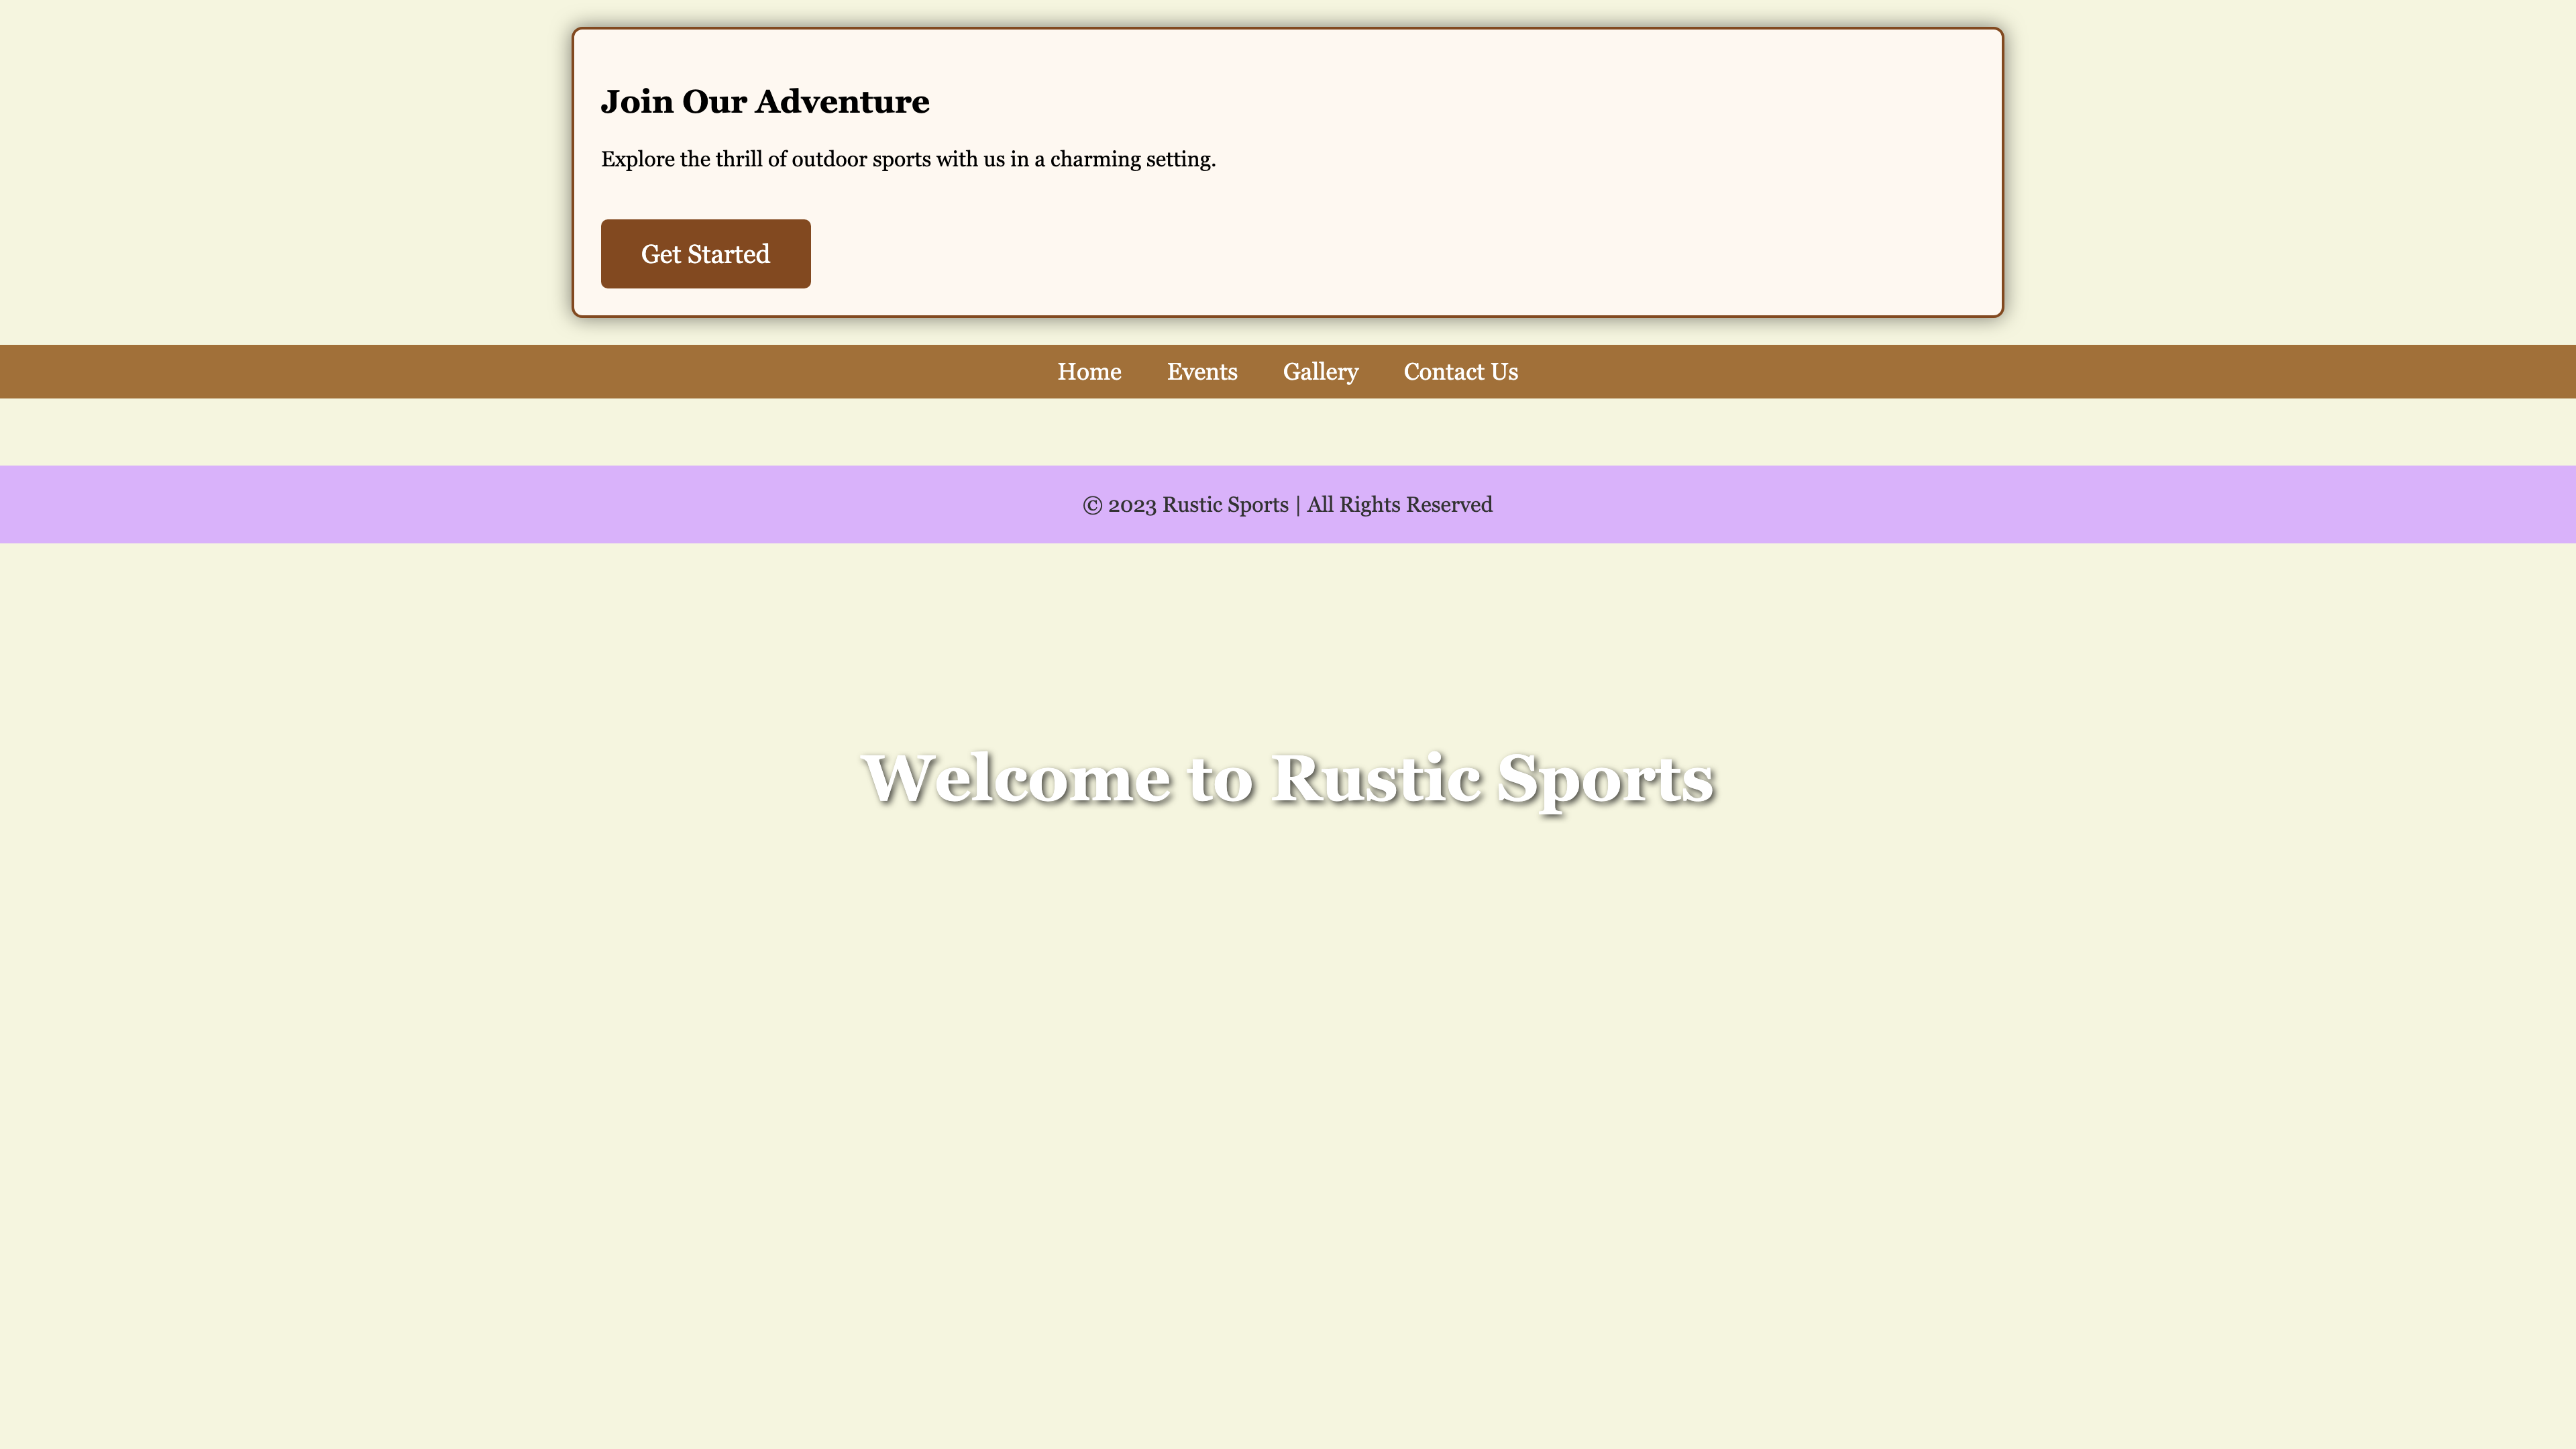 Join Our Adventure
Explore the thrill of outdoor sports with us in a charming setting.
Get Started
Home Events Gallery Contact Us
© 2023 Rustic Sports | All Rights Reserved
Welcome to Rustic Sports